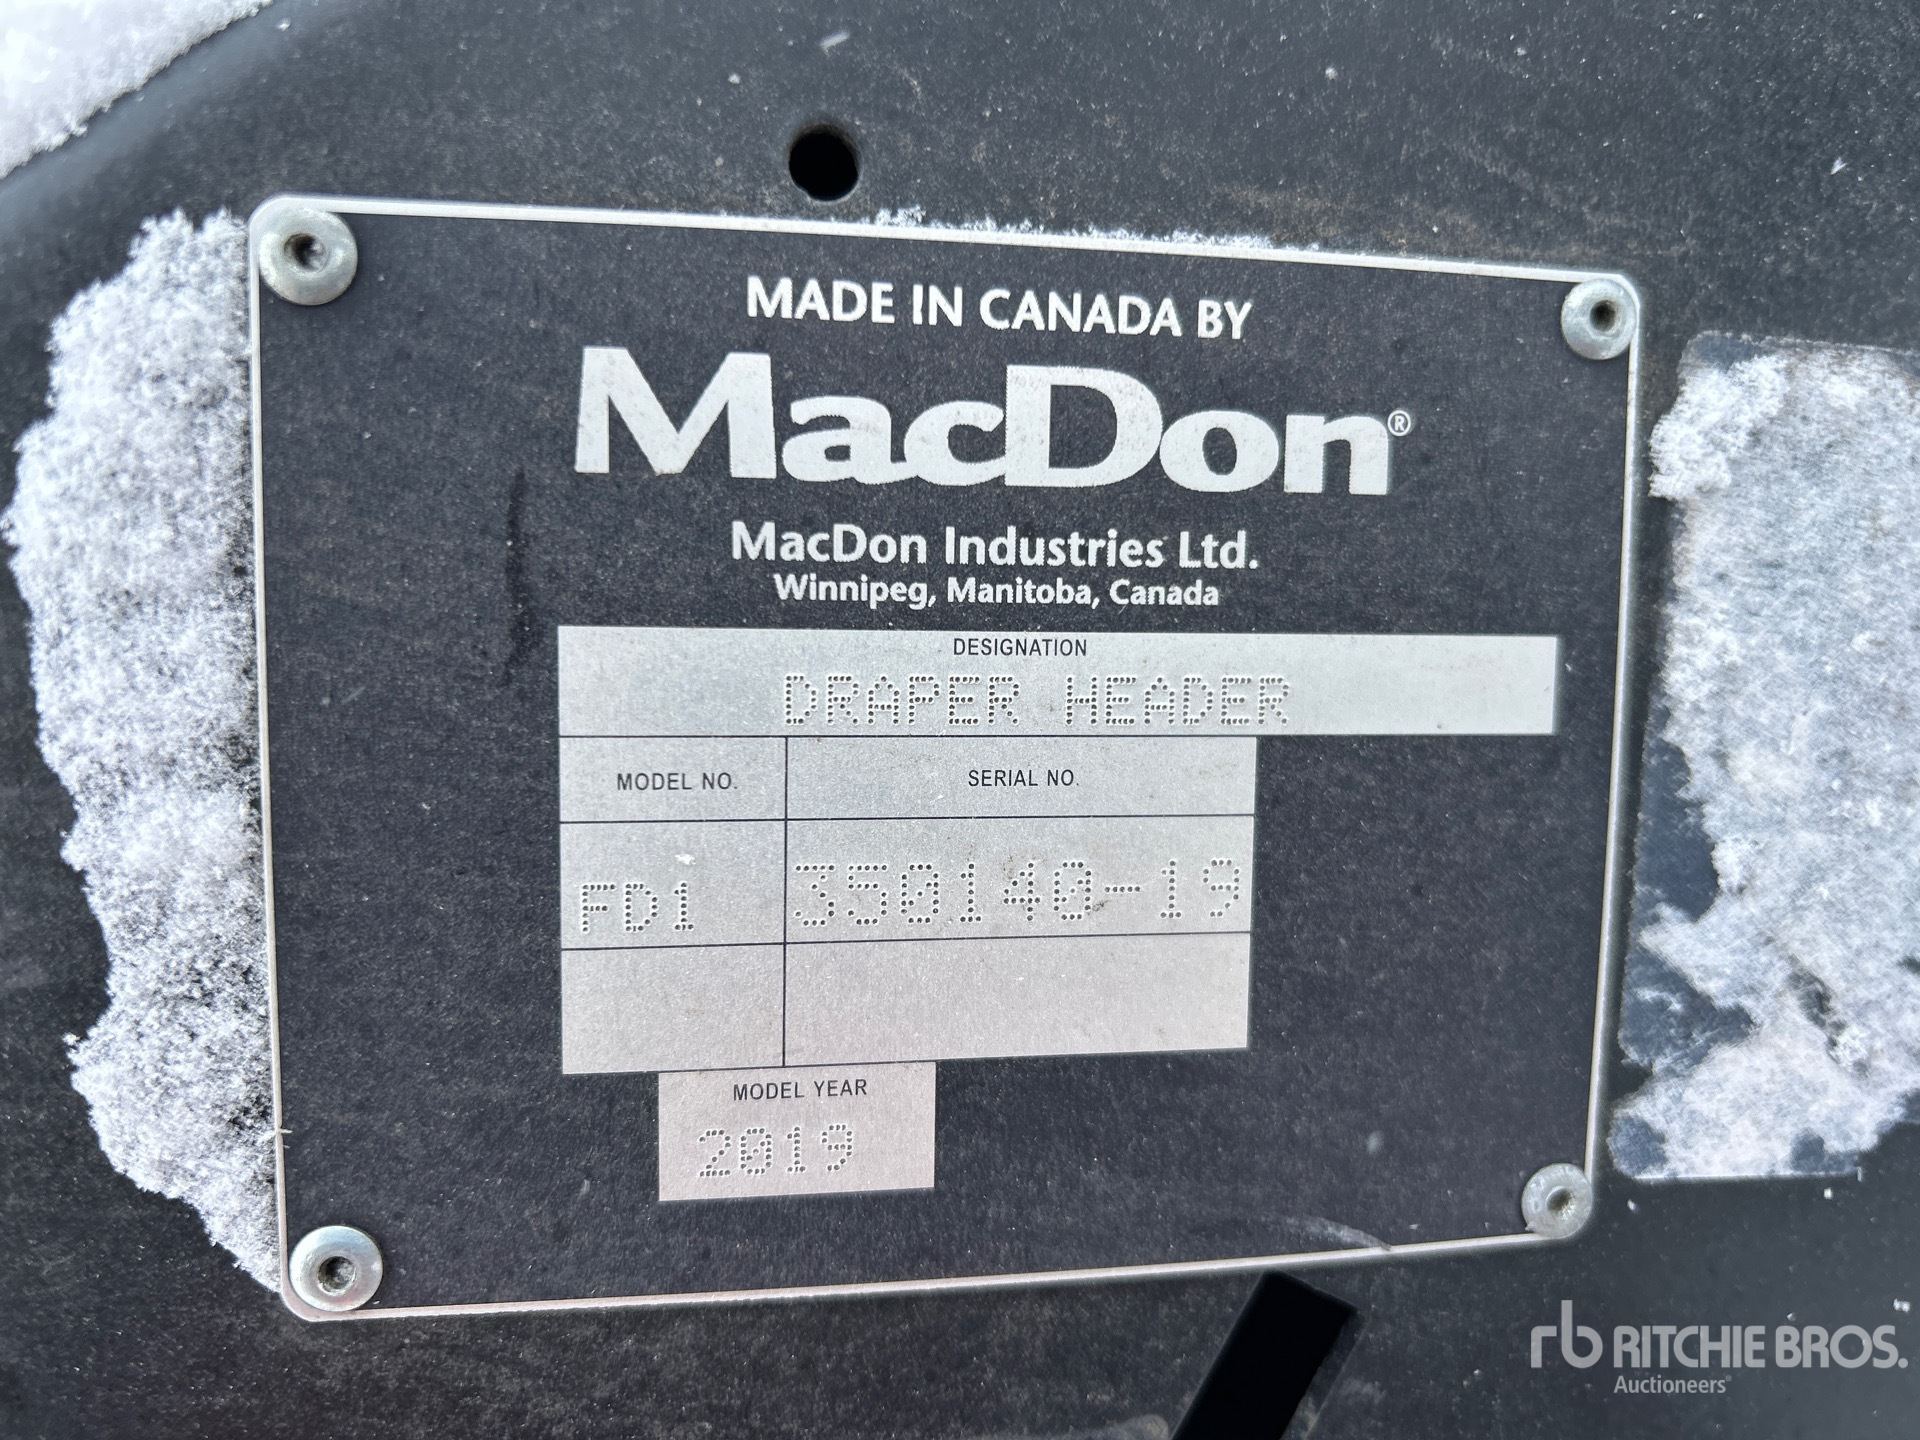 MADE IN CANADA BY
MacDon®
MacDon Industries Ltd.
Winnipeg, Manitoba, Canada
DESIGNATION
DRAPER HEADER
MODEL NO. SERIAL NO.
FD1 350140-19
MODEL YEAR
2019
rb RITCHIE BROS.
Auctioneers